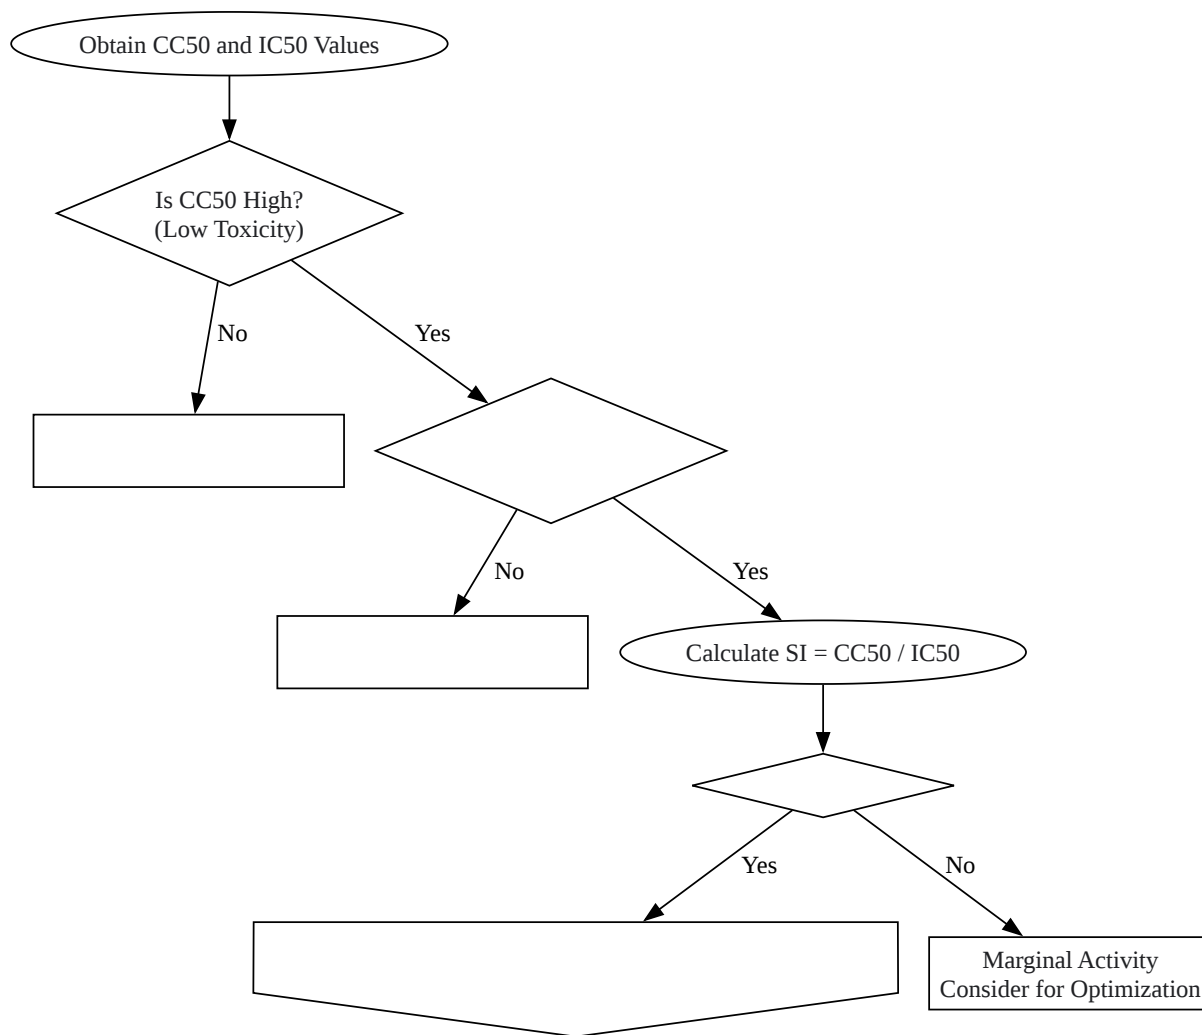 Obtain CC50 and IC50 Values
Is CC50 High?
(Low Toxicity)
No
Yes
No
Yes
Calculate SI = CC50 / IC50
Yes
No
Marginal Activity
Consider for Optimization